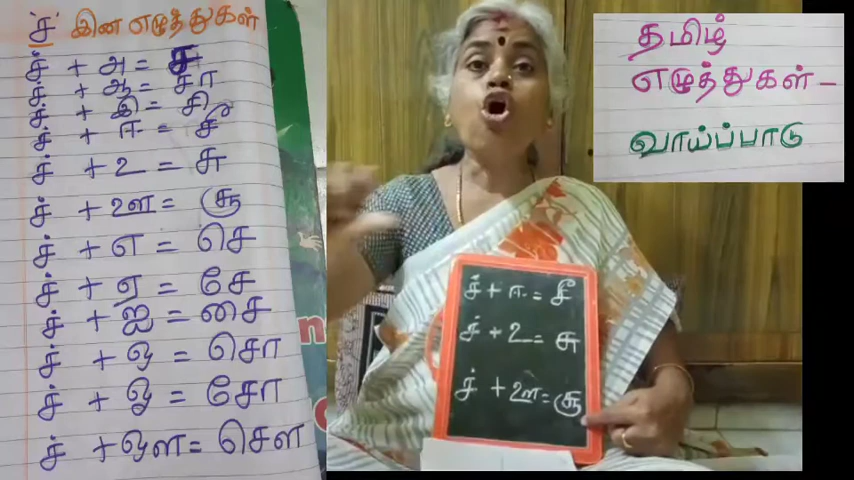 'ச்' இன எழுத்துகள்
ச் + அ = ச
ச் + ஆ = சா
ச் + இ = சி
ச் + ஈ = சீ
ச் + உ = சு
ச் + ஊ = சூ
ச் + எ = செ
ச் + ஏ = சே
ச் + ஐ = சை
ச் + ஒ = சொ
ச் + ஓ = சோ
ச் + ஔ = சௌ
தமிழ்
எழுத்துகள் -
வாய்ப்பாடு
ச் + ஈ = சீ
ச் + உ = சு
ச் + ஊ = சூ